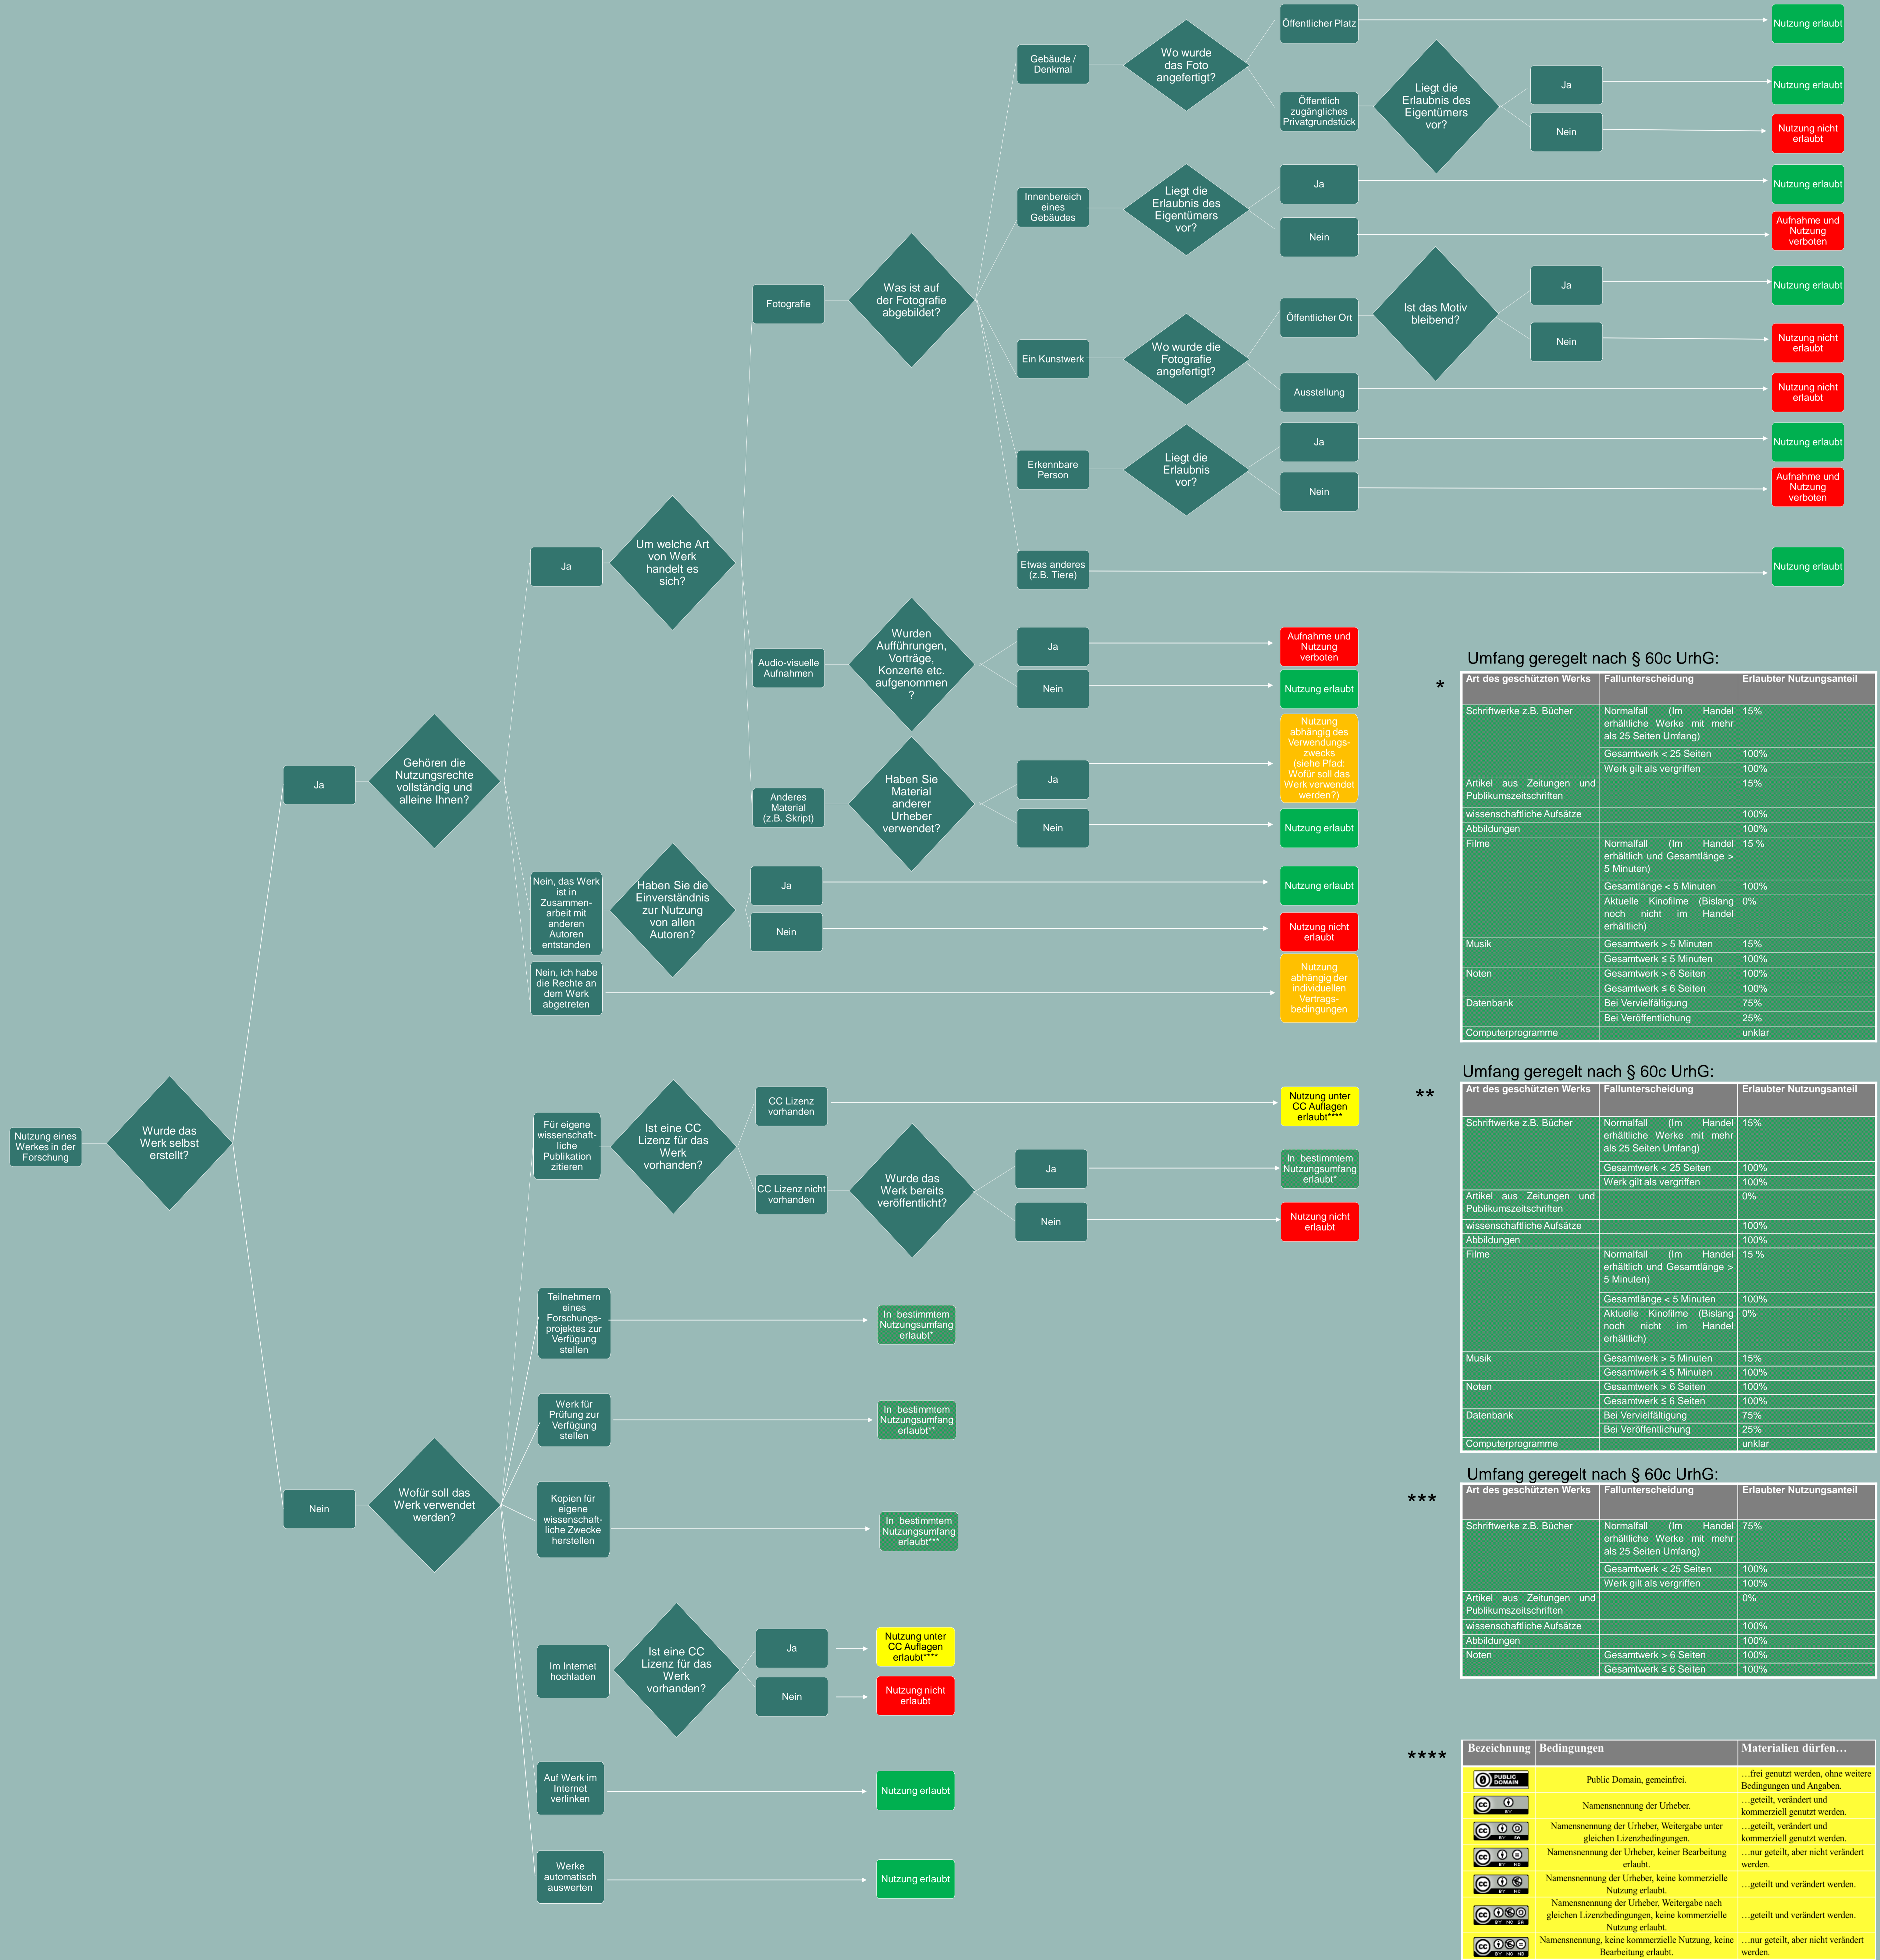 Öffentlicher Platz
Nutzung erlaubt
Gebäude /
Denkmal
Wo wurde
das Foto
angefertigt?
Öffentlich
zugängliches
Privatgrundstück
Liegt die
Erlaubnis des
Eigentümers
vor?
Ja
Nutzung erlaubt
Nein
Nutzung nicht
erlaubt
Innenbereich
eines
Gebäudes
Liegt die
Erlaubnis des
Eigentümers
vor?
Ja
Nutzung erlaubt
Nein
Aufnahme und
Nutzung
verboten
Fotografie
Was ist auf
der Fotografie
abgebildet?
Ein Kunstwerk
Wo wurde die
Fotografie
angefertigt?
Öffentlicher Ort
Ist das Motiv
bleibend?
Ja
Nutzung erlaubt
Nein
Nutzung nicht
erlaubt
Ausstellung
Nutzung nicht
erlaubt
Erkennbare
Person
Liegt die
Erlaubnis
vor?
Ja
Nutzung erlaubt
Nein
Aufnahme und
Nutzung
verboten
Etwas anderes
(z.B. Tiere)
Nutzung erlaubt
Ja
Um welche Art
von Werk
handelt es
sich?
Audio-visuelle
Aufnahmen
Wurden
Aufführungen,
Vorträge,
Konzerte etc.
aufgenommen
?
Ja
Aufnahme und
Nutzung
verboten
Nein
Nutzung erlaubt
Anderes
Material
(z.B. Skript)
Haben Sie
Material
anderer
Urheber
verwendet?
Ja
Nutzung
abhängig des
Verwendungs-
zwecks
(siehe Pfad:
Wofür soll das
Werk verwendet
werden?)
Nein
Nutzung erlaubt
Ja
Gehören die
Nutzungsrechte
vollständig und
alleine Ihnen?
Nein, das Werk
ist in
Zusammen-
arbeit mit
anderen
Autoren
entstanden
Haben Sie die
Einverständnis
zur Nutzung
von allen
Autoren?
Ja
Nutzung erlaubt
Nein
Nutzung nicht
erlaubt
Nein, ich habe
die Rechte an
dem Werk
abgetreten
Nutzung
abhängig der
individuellen
Vertrags-
bedingungen
Nutzung eines
Werkes in der
Forschung
Wurde das
Werk selbst
erstellt?
Nein
Wofür soll das
Werk verwendet
werden?
Für eigene
wissenschaft-
liche
Publikation
zitieren
Ist eine CC
Lizenz für das
Werk
vorhanden?
CC Lizenz
vorhanden
Nutzung unter
CC Auflagen
erlaubt****
CC Lizenz nicht
vorhanden
Wurde das
Werk bereits
veröffentlicht?
Ja
In bestimmtem
Nutzungsumfang
erlaubt*
Nein
Nutzung nicht
erlaubt
Teilnehmern
eines
Forschungs-
projektes zur
Verfügung
stellen
In bestimmtem
Nutzungsumfang
erlaubt*
Werk für
Prüfung zur
Verfügung
stellen
In bestimmtem
Nutzungsumfang
erlaubt**
Kopien für
eigene
wissenschaft-
liche Zwecke
herstellen
In bestimmtem
Nutzungsumfang
erlaubt***
Im Internet
hochladen
Ist eine CC
Lizenz für das
Werk
vorhanden?
Ja
Nutzung unter
CC Auflagen
erlaubt****
Nein
Nutzung nicht
erlaubt
Auf Werk im
Internet
verlinken
Nutzung erlaubt
Werke
automatisch
auswerten
Nutzung erlaubt
Umfang geregelt nach § 60c UrhG:
*
Art des geschützten Werks Fallunterscheidung Erlaubter Nutzungsanteil
Schriftwerke z.B. Bücher Normalfall (Im Handel 15%
erhältliche Werke mit mehr
als 25 Seiten Umfang)
Gesamtwerk < 25 Seiten 100%
Werk gilt als vergriffen 100%
Artikel aus Zeitungen und 15%
Publikumszeitschriften
wissenschaftliche Aufsätze 100%
Abbildungen 100%
Filme Normalfall (Im Handel 15 %
erhältlich und Gesamtlänge >
5 Minuten)
Gesamtlänge < 5 Minuten 100%
Aktuelle Kinofilme (Bislang 0%
noch nicht im Handel
erhältlich)
Musik Gesamtwerk > 5 Minuten 15%
Gesamtwerk ≤ 5 Minuten 100%
Noten Gesamtwerk > 6 Seiten 100%
Gesamtwerk ≤ 6 Seiten 100%
Datenbank Bei Vervielfältigung 75%
Bei Veröffentlichung 25%
Computerprogramme unklar
Umfang geregelt nach § 60c UrhG:
**
Art des geschützten Werks Fallunterscheidung Erlaubter Nutzungsanteil
Schriftwerke z.B. Bücher Normalfall (Im Handel 15%
erhältliche Werke mit mehr
als 25 Seiten Umfang)
Gesamtwerk < 25 Seiten 100%
Werk gilt als vergriffen 100%
Artikel aus Zeitungen und 0%
Publikumszeitschriften
wissenschaftliche Aufsätze 100%
Abbildungen 100%
Filme Normalfall (Im Handel 15 %
erhältlich und Gesamtlänge >
5 Minuten)
Gesamtlänge < 5 Minuten 100%
Aktuelle Kinofilme (Bislang 0%
noch nicht im Handel
erhältlich)
Musik Gesamtwerk > 5 Minuten 15%
Gesamtwerk ≤ 5 Minuten 100%
Noten Gesamtwerk > 6 Seiten 100%
Gesamtwerk ≤ 6 Seiten 100%
Datenbank Bei Vervielfältigung 75%
Bei Veröffentlichung 25%
Computerprogramme unklar
Umfang geregelt nach § 60c UrhG:
***
Art des geschützten Werks Fallunterscheidung Erlaubter Nutzungsanteil
Schriftwerke z.B. Bücher Normalfall (Im Handel 75%
erhältliche Werke mit mehr
als 25 Seiten Umfang)
Gesamtwerk < 25 Seiten 100%
Werk gilt als vergriffen 100%
Artikel aus Zeitungen und 0%
Publikumszeitschriften
wissenschaftliche Aufsätze 100%
Abbildungen 100%
Noten Gesamtwerk > 6 Seiten 100%
Gesamtwerk ≤ 6 Seiten 100%
****
Bezeichnung Bedingungen Materialien dürfen…
PUBLIC DOMAIN Public Domain, gemeinfrei. …frei genutzt werden, ohne weitere
Bedingungen und Angaben.
CC BY Namensnennung der Urheber. …geteilt, verändert und
kommerziell genutzt werden.
CC BY SA Namensnennung der Urheber, Weitergabe unter …geteilt, verändert und
gleichen Lizenzbedingungen. kommerziell genutzt werden.
CC BY ND Namensnennung der Urheber, keiner Bearbeitung …nur geteilt, aber nicht verändert
erlaubt. werden.
CC BY NC Namensnennung der Urheber, keine kommerzielle
Nutzung erlaubt. …geteilt und verändert werden.
CC BY NC SA Namensnennung der Urheber, Weitergabe nach
gleichen Lizenzbedingungen, keine kommerzielle …geteilt und verändert werden.
Nutzung erlaubt.
CC BY NC ND Namensnennung, keine kommerzielle Nutzung, keine …nur geteilt, aber nicht verändert
Bearbeitung erlaubt. werden.